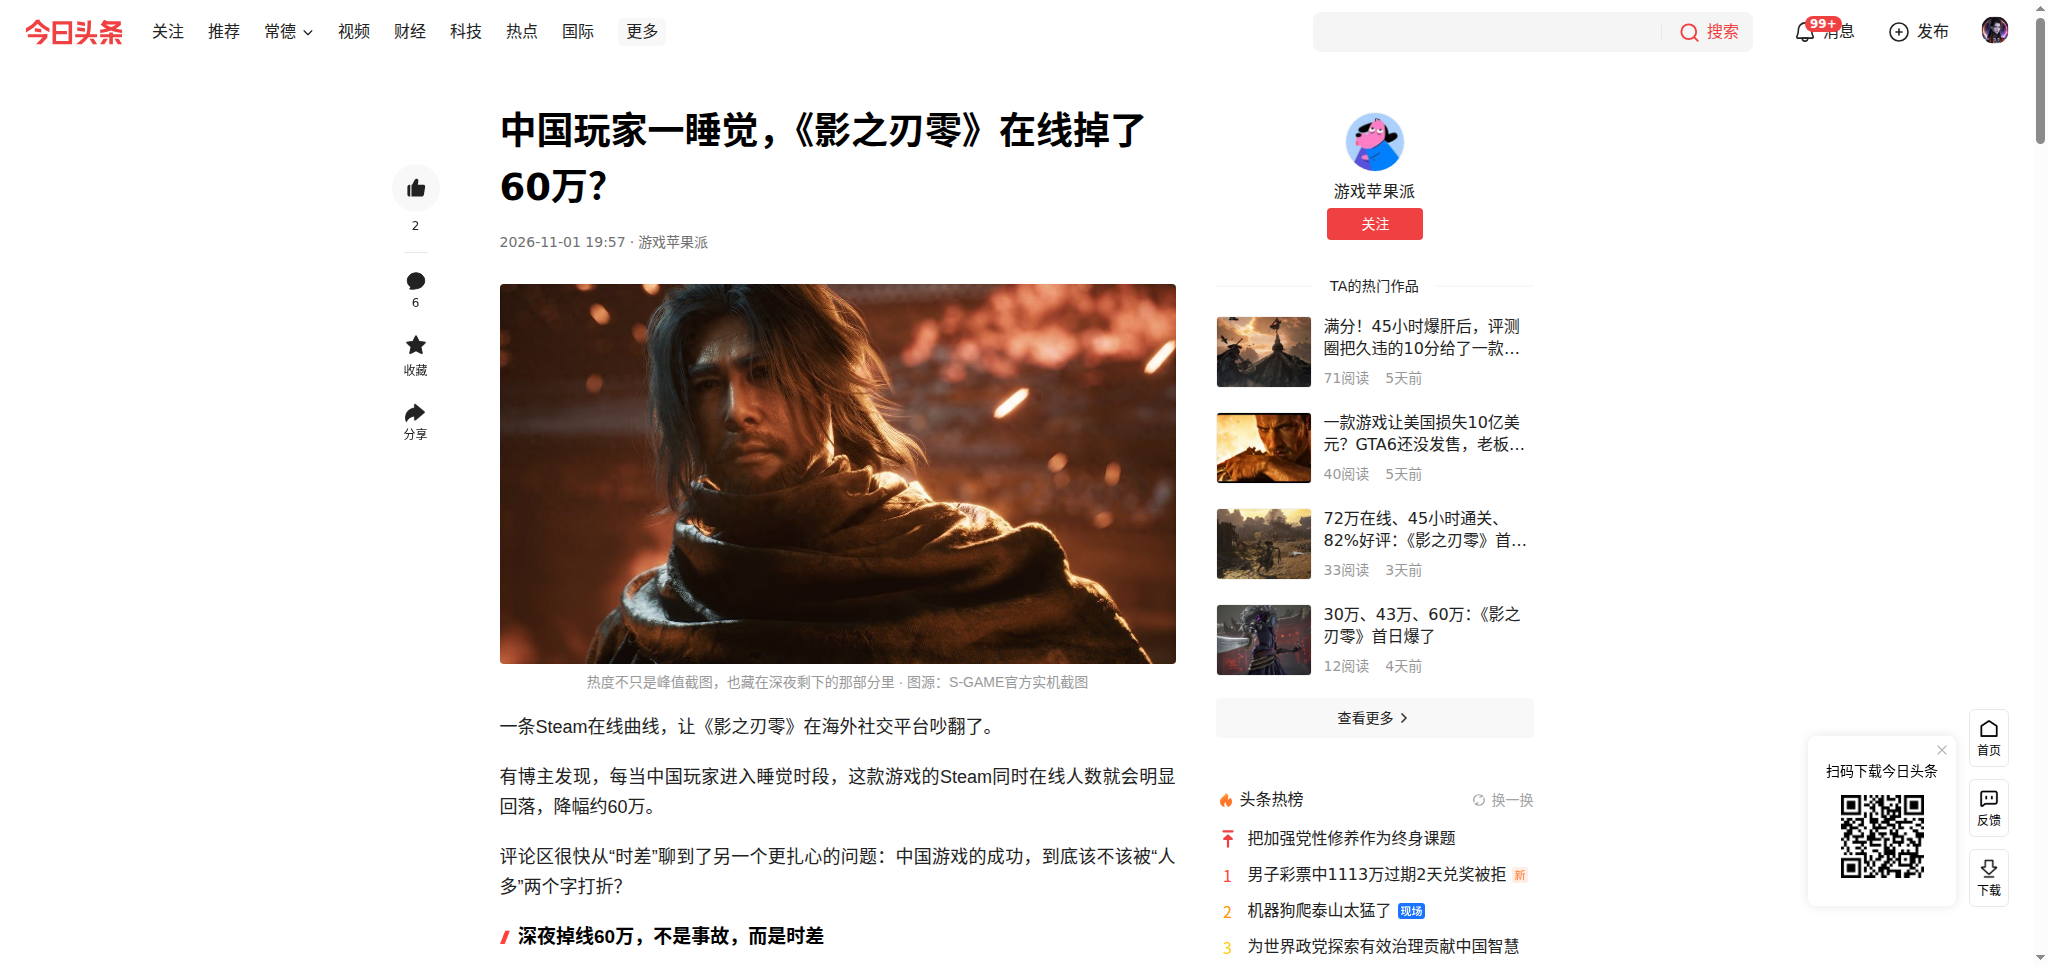 今日头条
关注 推荐 常德 视频 财经 科技 热点 国际 更多
搜索
99+
消息
发布
中国玩家一睡觉，《影之刃零》在线掉了
60万？
2026-11-01 19:57 · 游戏苹果派
2
6
收藏
分享
热度不只是峰值截图，也藏在深夜剩下的那部分里 · 图源：S-GAME官方实机截图
一条Steam在线曲线，让《影之刃零》在海外社交平台吵翻了。
有博主发现，每当中国玩家进入睡觉时段，这款游戏的Steam同时在线人数就会明显
回落，降幅约60万。
评论区很快从“时差”聊到了另一个更扎心的问题：中国游戏的成功，到底该不该被“人
多”两个字打折？
深夜掉线60万，不是事故，而是时差
游戏苹果派
关注
TA的热门作品
满分！45小时爆肝后，评测
圈把久违的10分给了一款...
71阅读 5天前
一款游戏让美国损失10亿美
元？GTA6还没发售，老板...
40阅读 5天前
72万在线、45小时通关、
82%好评：《影之刃零》首...
33阅读 3天前
30万、43万、60万：《影之
刃零》首日爆了
12阅读 4天前
查看更多
头条热榜
换一换
把加强党性修养作为终身课题
1 男子彩票中1113万过期2天兑奖被拒 新
2 机器狗爬泰山太猛了 现场
3 为世界政党探索有效治理贡献中国智慧
扫码下载今日头条
首页
反馈
下载